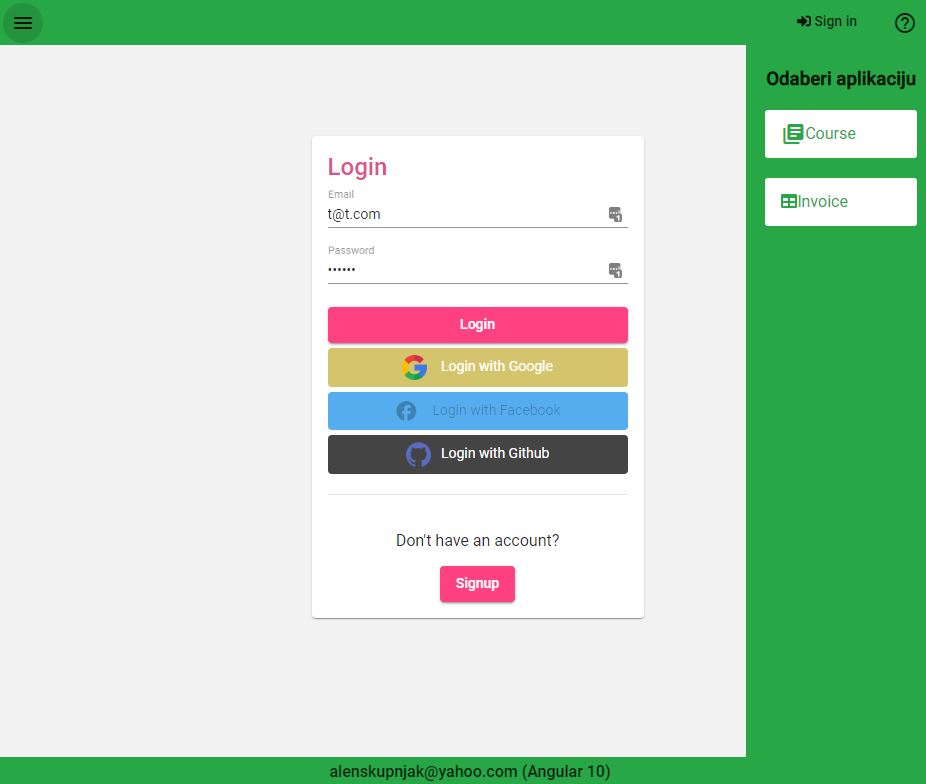 Sign in
Odaberi aplikaciju
Course
Invoice
Login
Email
t@t.com
Password
••••••
Login
Login with Google
Login with Facebook
Login with Github
Don't have an account?
Signup
alenskupnjak@yahoo.com (Angular 10)